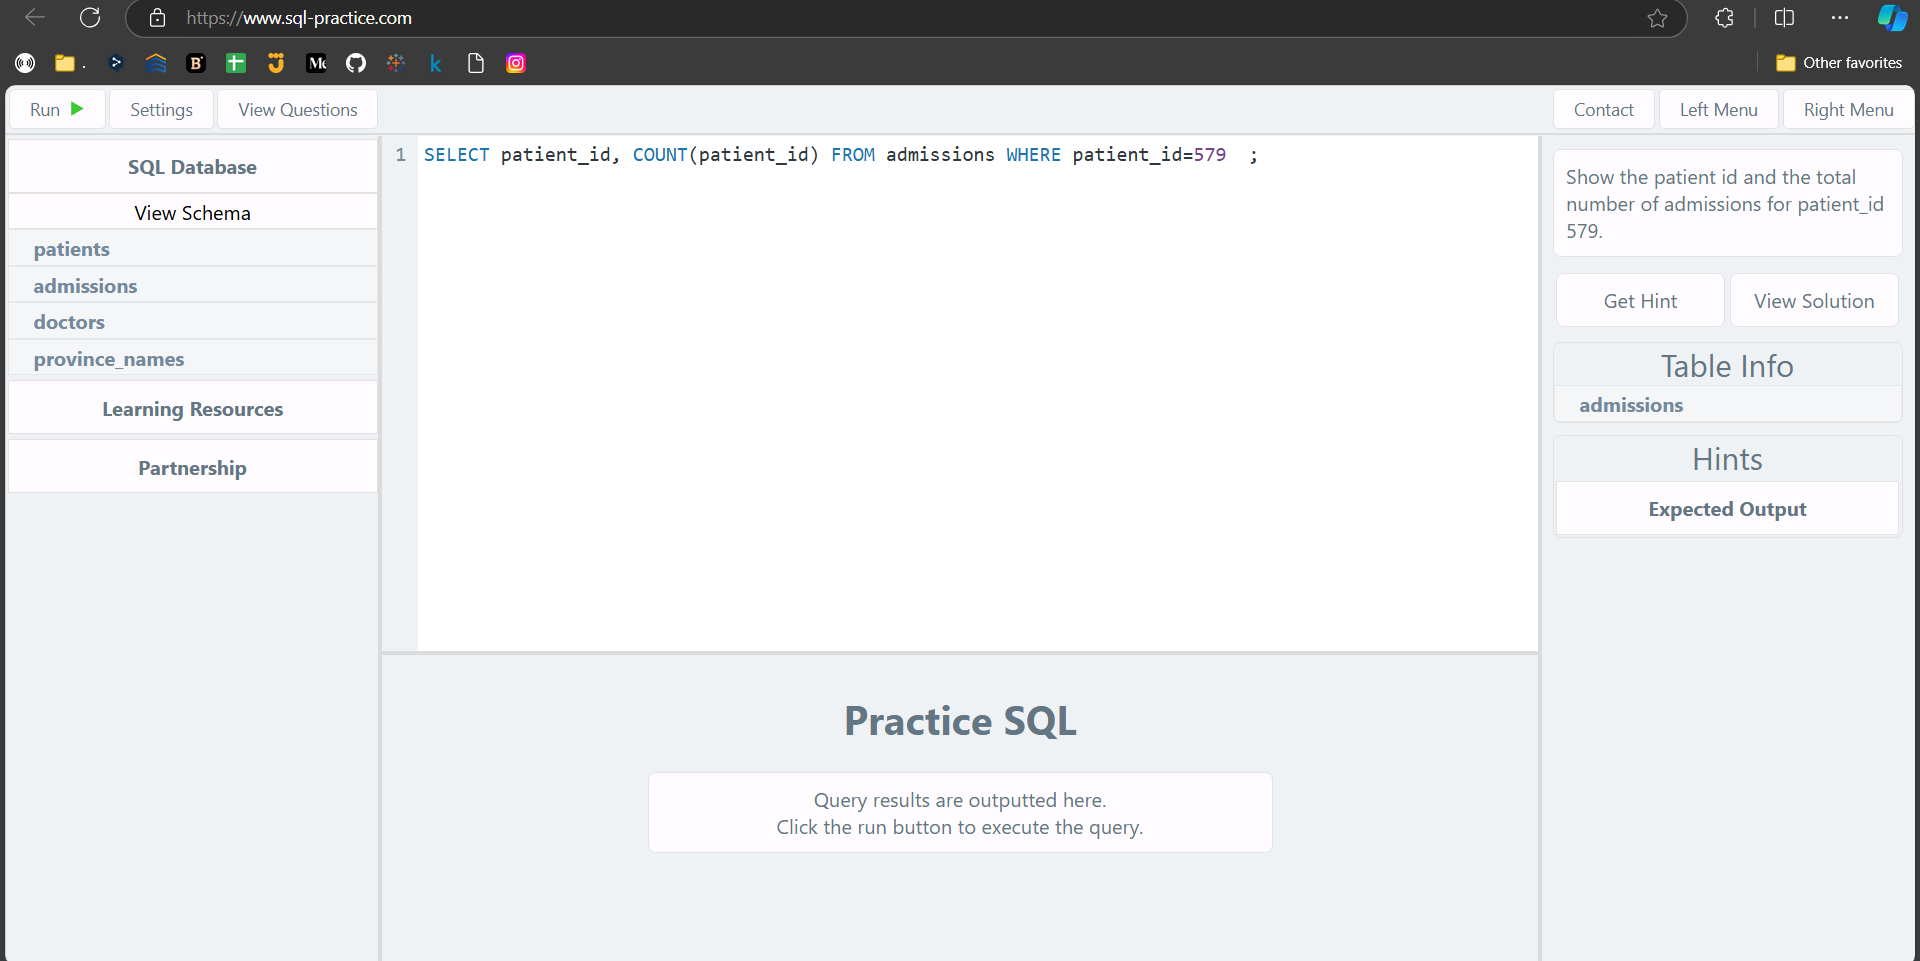 https://www.sql-practice.com
Other favorites
Run
Settings
View Questions
Contact
Left Menu
Right Menu
SQL Database
View Schema
patients
admissions
doctors
province_names
Learning Resources
Partnership
1 SELECT patient_id, COUNT(patient_id) FROM admissions WHERE patient_id=579  ;
Practice SQL
Query results are outputted here.
Click the run button to execute the query.
Show the patient id and the total
number of admissions for patient_id
579.
Get Hint
View Solution
Table Info
admissions
Hints
Expected Output